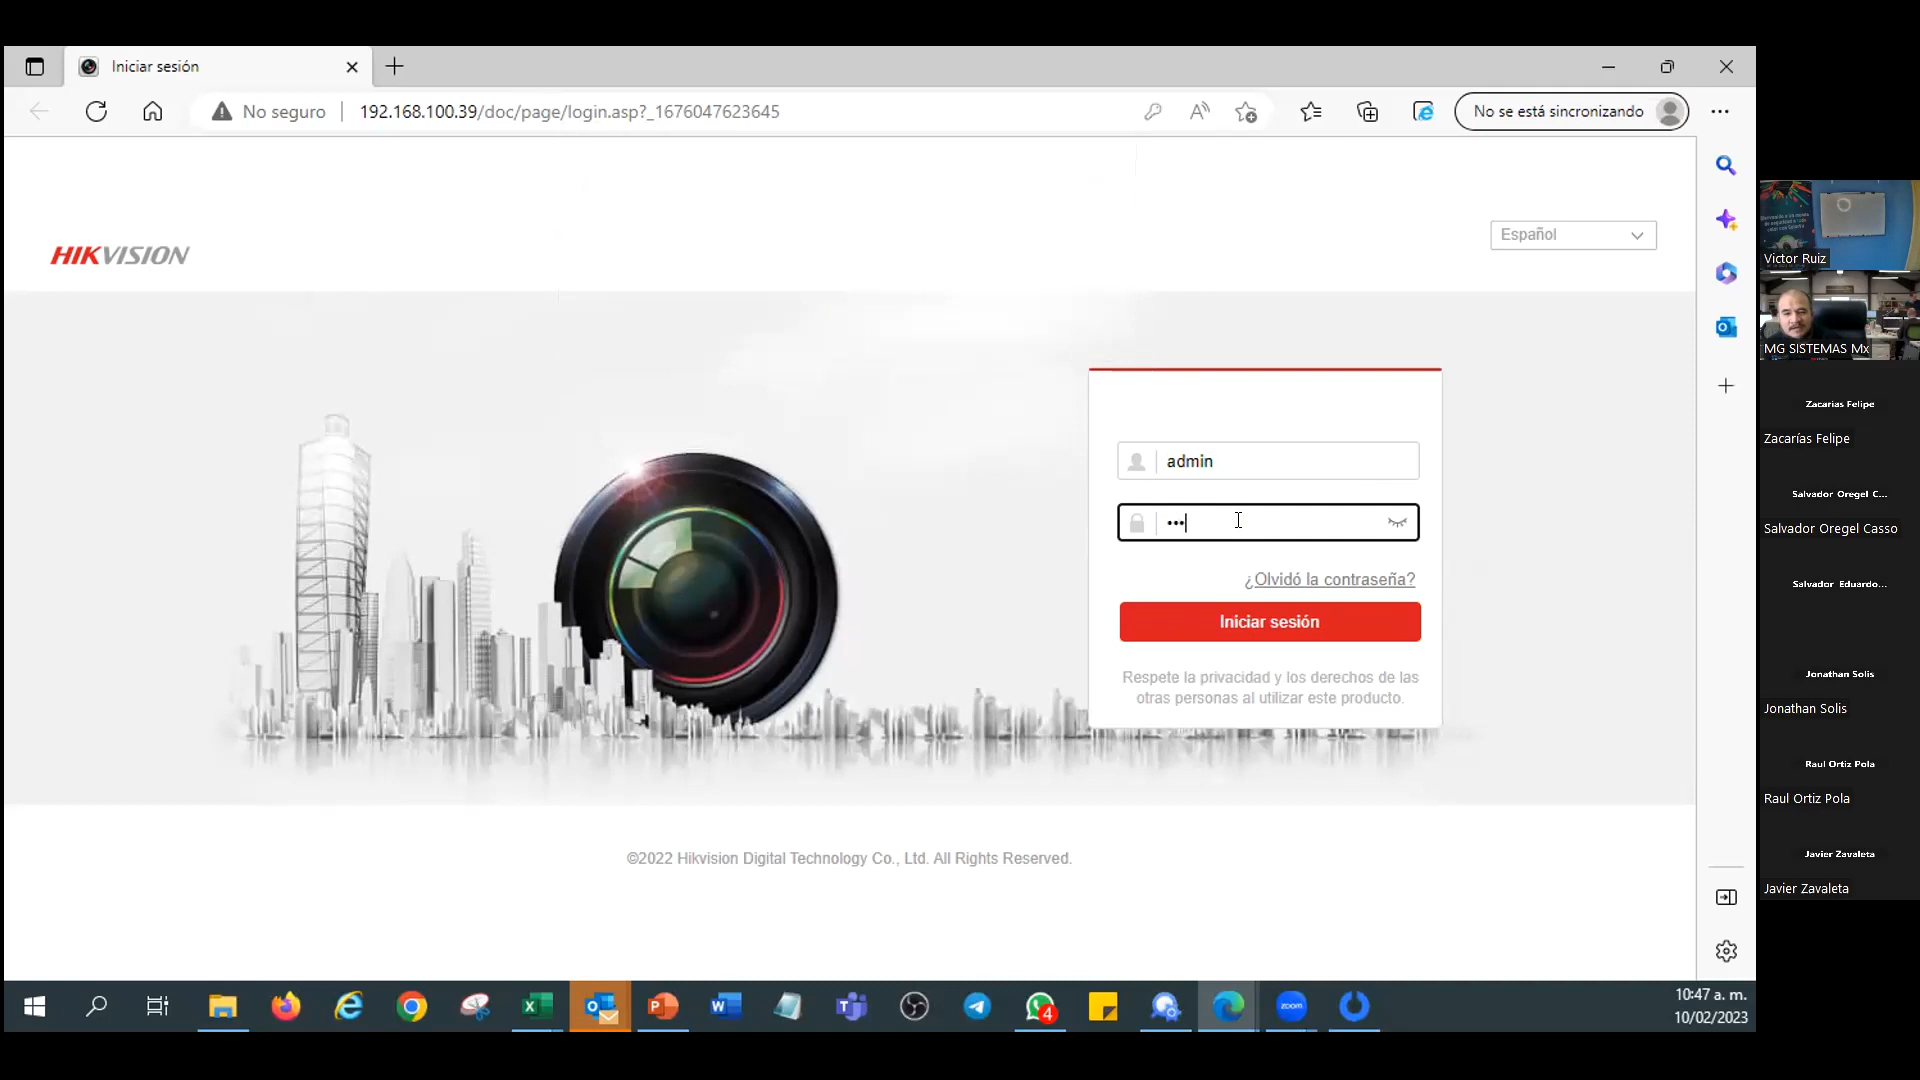 Iniciar sesión
No seguro
192.168.100.39/doc/page/login.asp?_1676047623645
No se está sincronizando
HIKVISION
Español
admin
•••
¿Olvidó la contraseña?
Iniciar sesión
Respete la privacidad y los derechos de las
otras personas al utilizar este producto.
©2022 Hikvision Digital Technology Co., Ltd. All Rights Reserved.
Victor Ruiz
MG SISTEMAS Mx
Zacarias Felipe
Zacarías Felipe
Salvador Oregel C...
Salvador Oregel Casso
Salvador Eduardo...
Jonathan Solis
Jonathan Solis
Raul Ortiz Pola
Raul Ortiz Pola
Javier Zavaleta
Javier Zavaleta
4
zoom
10:47 a. m.
10/02/2023